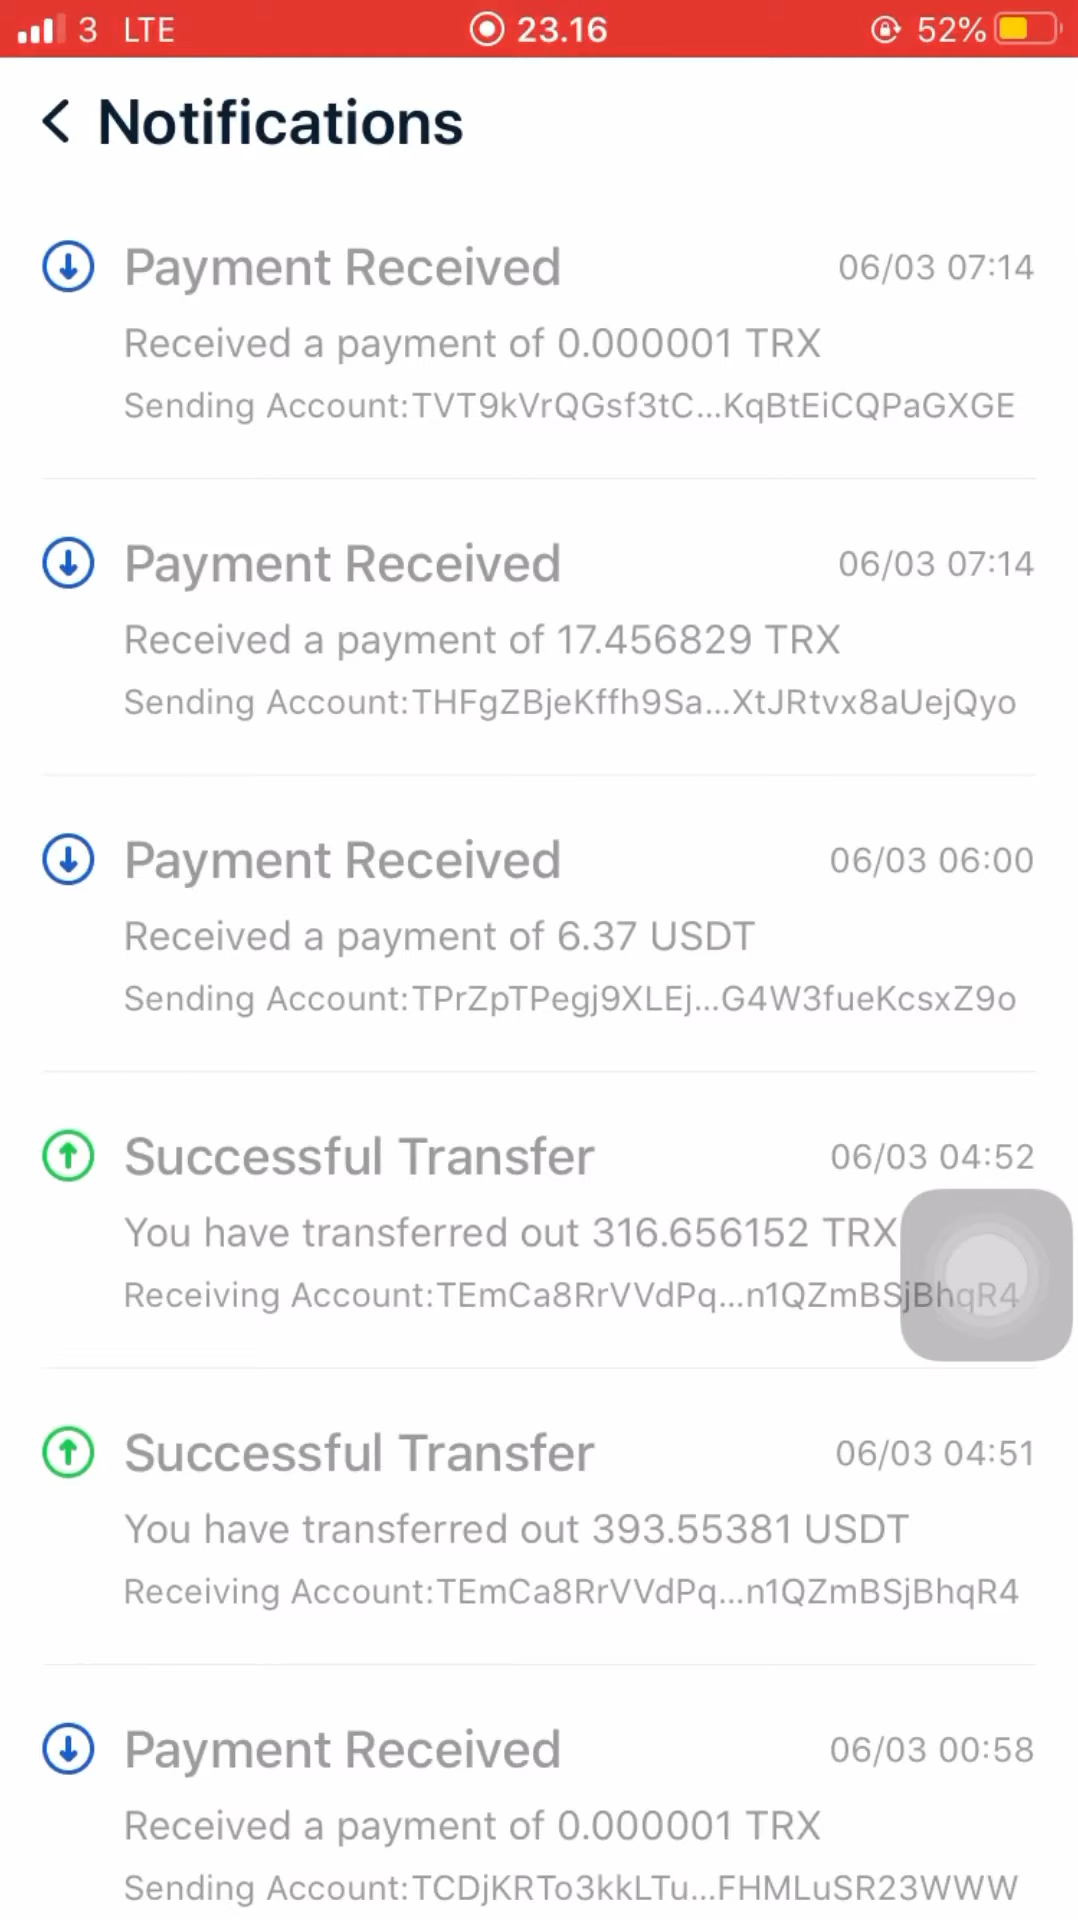 3 LTE 23.16 52%
Notifications
Payment Received 06/03 07:14
Received a payment of 0.000001 TRX
Sending Account:TVT9kVrQGsf3tC...KqBtEiCQPaGXGE
Payment Received 06/03 07:14
Received a payment of 17.456829 TRX
Sending Account:THFgZBjeKffh9Sa...XtJRtvx8aUejQyo
Payment Received 06/03 06:00
Received a payment of 6.37 USDT
Sending Account:TPrZpTPegj9XLEj...G4W3fueKcsxZ9o
Successful Transfer 06/03 04:52
You have transferred out 316.656152 TRX
Receiving Account:TEmCa8RrVVdPq...n1QZmBSjBhqR4
Successful Transfer 06/03 04:51
You have transferred out 393.55381 USDT
Receiving Account:TEmCa8RrVVdPq...n1QZmBSjBhqR4
Payment Received 06/03 00:58
Received a payment of 0.000001 TRX
Sending Account:TCDjKRTo3kkLTu...FHMLuSR23WWW